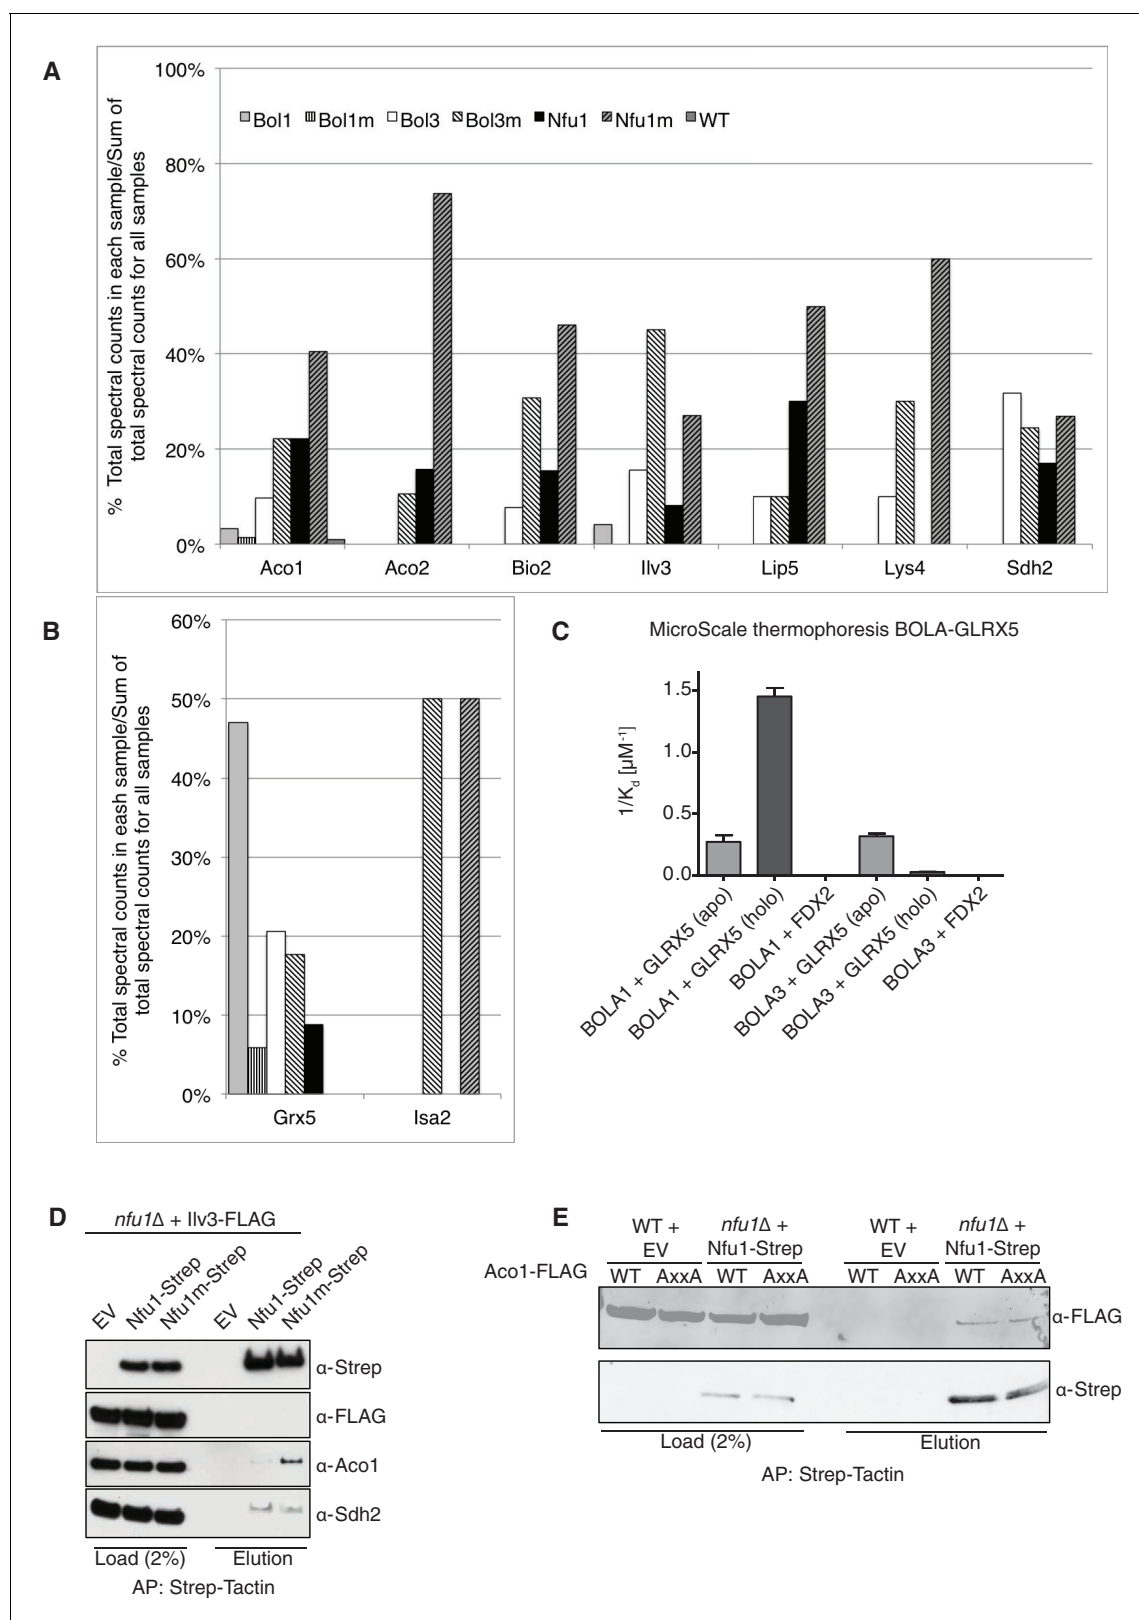 A
% Total spectral counts in each sample/Sum of
total spectral counts for all samples
100%
80%
60%
40%
20%
0%
Bol1 Bol1m Bol3 Bol3m Nfu1 Nfu1m WT
Aco1 Aco2 Bio2 Ilv3 Lip5 Lys4 Sdh2
B
% Total spectral counts in eash sample/Sum of
total spectral counts for all samples
60%
50%
40%
30%
20%
10%
0%
Grx5 Isa2
C
MicroScale thermophoresis BOLA-GLRX5
1/Kd [µM-1]
1.5
1.0
0.5
0.0
BOLA1 + GLRX5 (apo)
BOLA1 + GLRX5 (holo)
BOLA1 + FDX2
BOLA3 + GLRX5 (apo)
BOLA3 + GLRX5 (holo)
BOLA3 + FDX2
D
nfu1Δ + Ilv3-FLAG
EV Nfu1-Strep Nfu1m-Strep EV Nfu1-Strep Nfu1m-Strep
α-Strep
α-FLAG
α-Aco1
α-Sdh2
Load (2%) Elution
AP: Strep-Tactin
E
WT + nfu1Δ + WT + nfu1Δ +
EV Nfu1-Strep EV Nfu1-Strep
Aco1-FLAG WT AxxA WT AxxA WT AxxA WT AxxA
α-FLAG
α-Strep
Load (2%) Elution
AP: Strep-Tactin